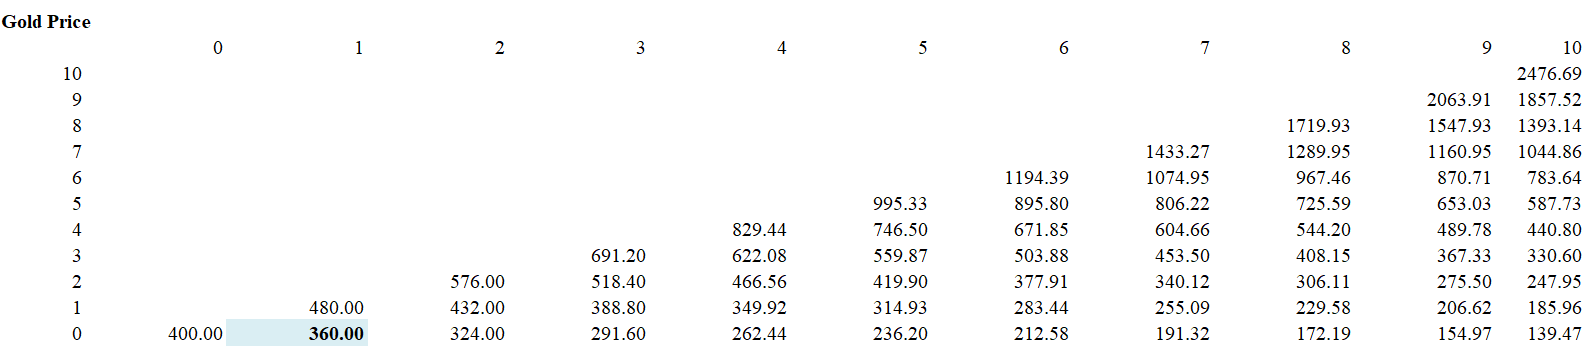 Gold Price
0 1 2 3 4 5 6 7 8 9 10
10 2476.69
9 2063.91 1857.52
8 1719.93 1547.93 1393.14
7 1433.27 1289.95 1160.95 1044.86
6 1194.39 1074.95 967.46 870.71 783.64
5 995.33 895.80 806.22 725.59 653.03 587.73
4 829.44 746.50 671.85 604.66 544.20 489.78 440.80
3 691.20 622.08 559.87 503.88 453.50 408.15 367.33 330.60
2 576.00 518.40 466.56 419.90 377.91 340.12 306.11 275.50 247.95
1 480.00 432.00 388.80 349.92 314.93 283.44 255.09 229.58 206.62 185.96
0 400.00 360.00 324.00 291.60 262.44 236.20 212.58 191.32 172.19 154.97 139.47